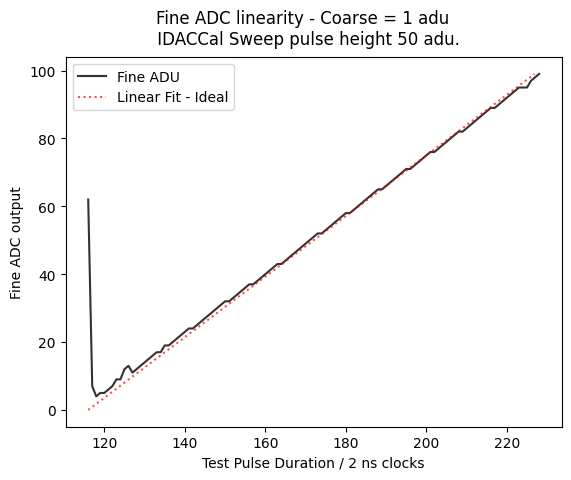 Fine ADC linearity - Coarse = 1 adu
IDACCal Sweep pulse height 50 adu.
Fine ADU
Linear Fit - Ideal
Fine ADC output
100
80
60
40
20
0
120
140
160
180
200
220
Test Pulse Duration / 2 ns clocks